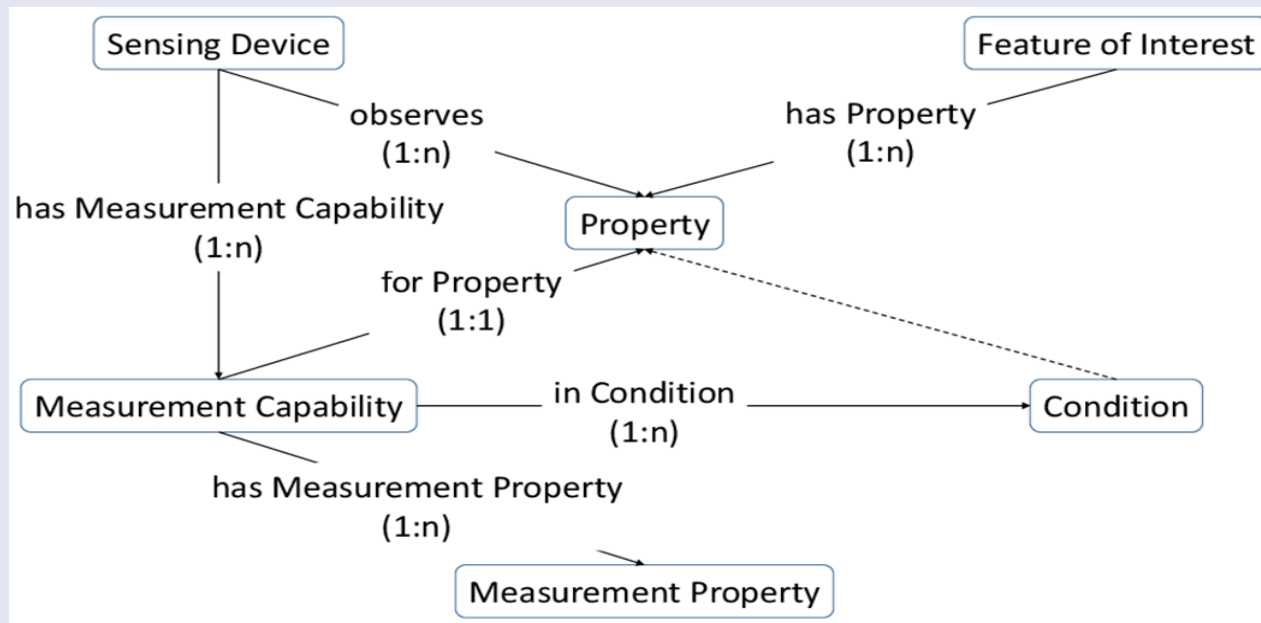 Sensing Device
Feature of Interest
observes
(1:n)
has Property
(1:n)
has Measurement Capability
(1:n)
Property
for Property
(1:1)
Measurement Capability
in Condition
(1:n)
Condition
has Measurement Property
(1:n)
Measurement Property